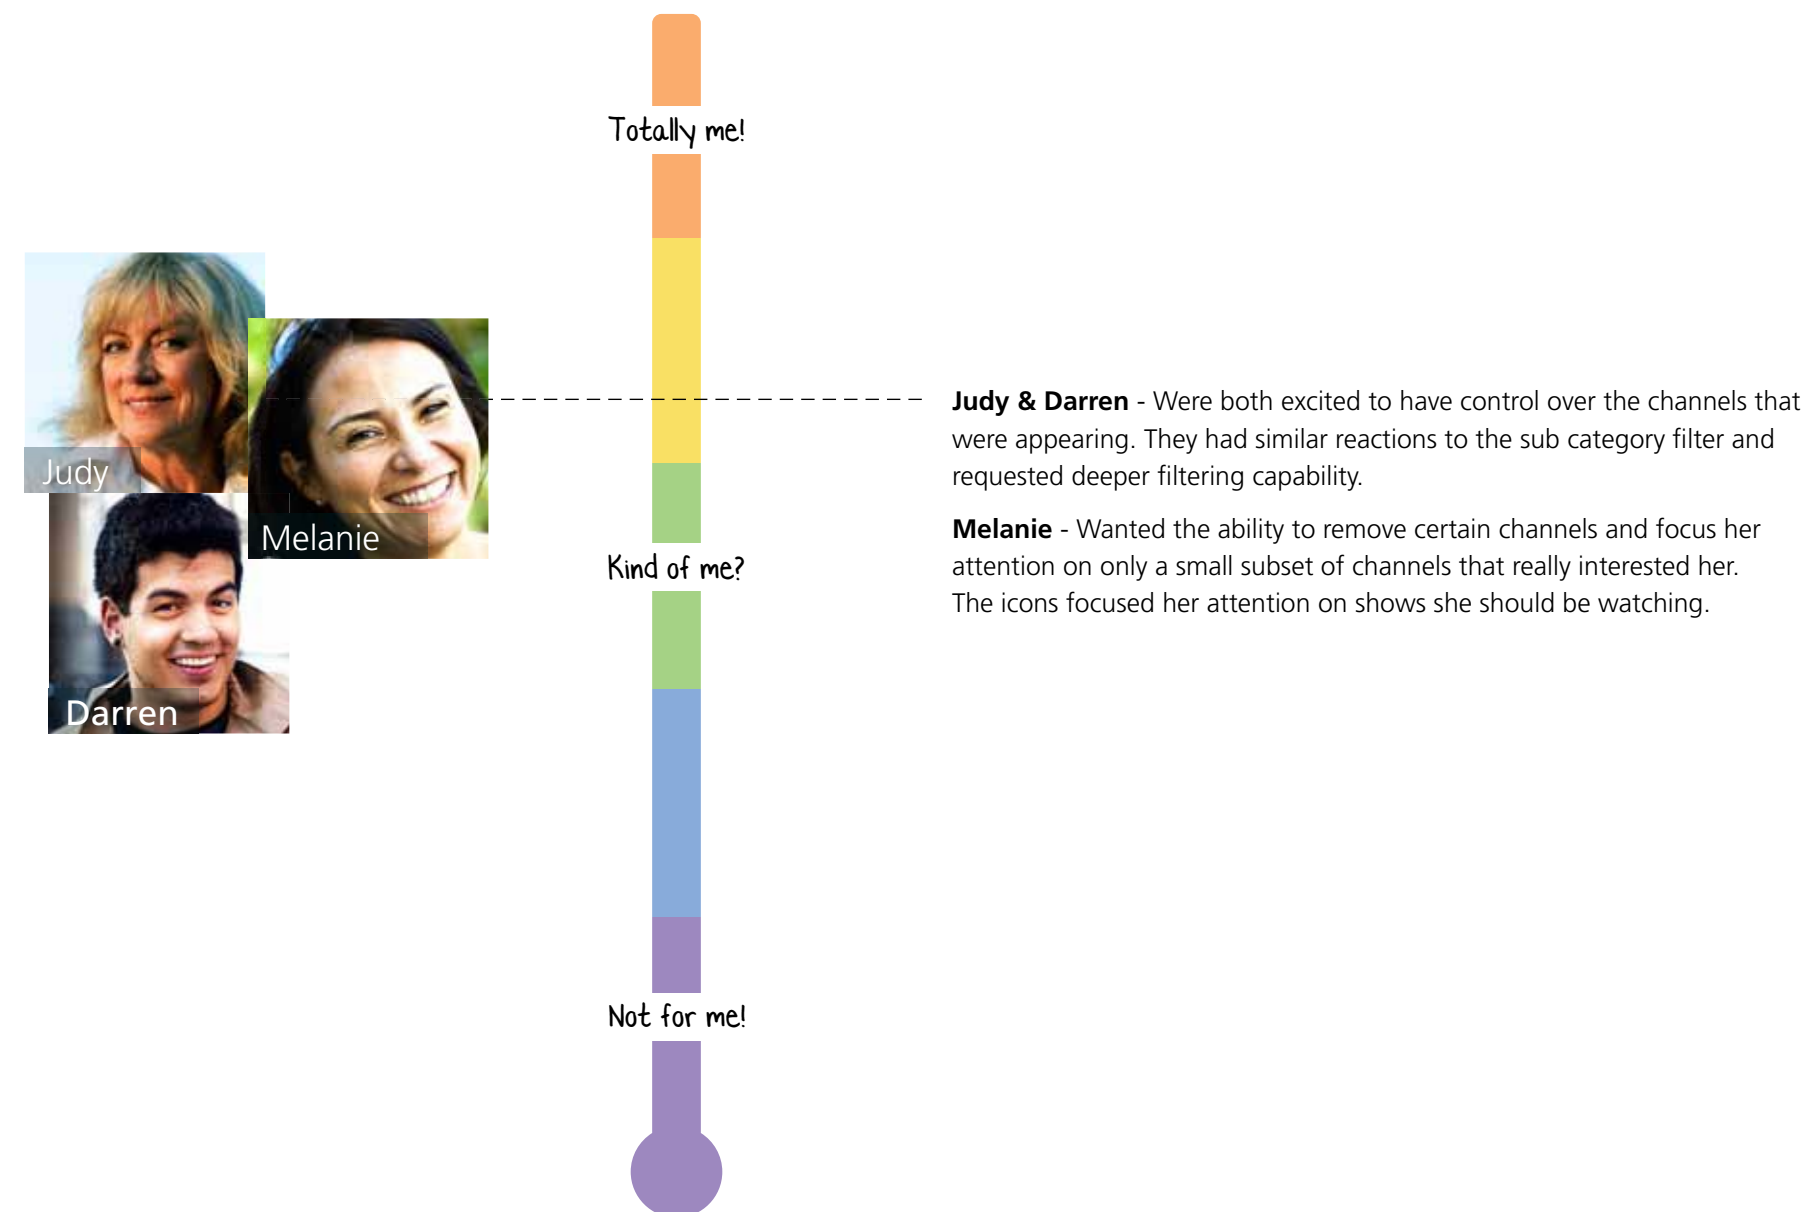 Totally me!
Judy
Melanie
Darren
Kind of me?
Judy & Darren - Were both excited to have control over the channels that
were appearing. They had similar reactions to the sub category filter and
requested deeper filtering capability.
Melanie - Wanted the ability to remove certain channels and focus her
attention on only a small subset of channels that really interested her.
The icons focused her attention on shows she should be watching.
Not for me!